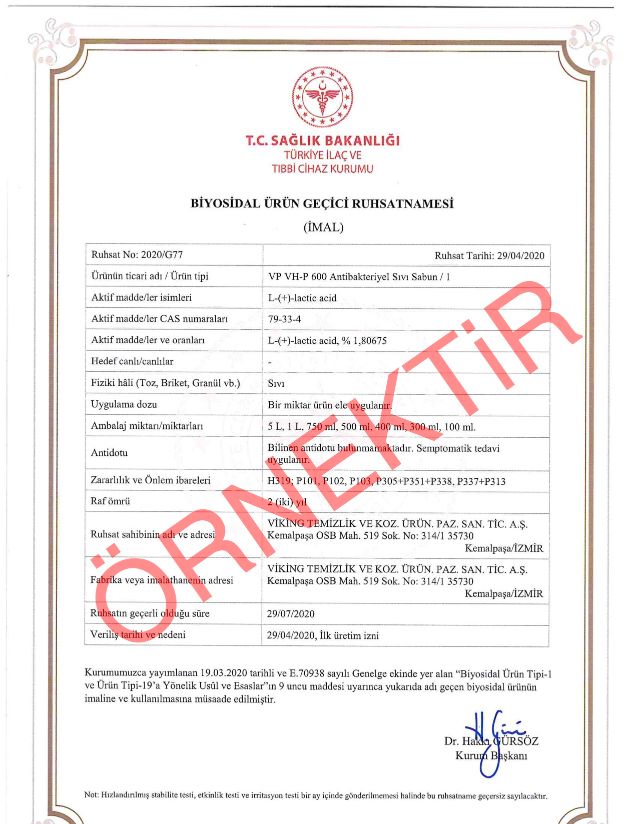 T.C. SAĞLIK BAKANLIĞI
TÜRKİYE İLAÇ VE
TIBBİ CİHAZ KURUMU
BİYOSİDAL ÜRÜN GEÇİCİ RUHSATNAMESİ
(İMAL)
Ruhsat No: 2020/G77 Ruhsat Tarihi: 29/04/2020
Ürünün ticari adı / Ürün tipi VP VH-P 600 Antibakteriyel Sıvı Sabun / 1
Aktif madde/ler isimleri L-(+)-lactic acid
Aktif madde/ler CAS numaraları 79-33-4
Aktif madde/ler ve oranları L-(+)-lactic acid, % 1,80675
Hedef canlı/canlılar -
Fiziki hâli (Toz, Briket, Granül vb.) Sıvı
Uygulama dozu Bir miktar ürün ele uygulanır.
Ambalaj miktarı/miktarları 5 L, 1 L, 750 ml, 500 ml, 400 ml, 300 ml, 100 ml.
Antidotu Bilinen antidotu bulunmamaktadır. Semptomatik tedavi
uygulanır.
Zararlılık ve Önlem ibareleri H319; P101, P102, P103, P305+P351+P338, P337+P313
Raf ömrü 2 (iki) yıl
Ruhsat sahibinin adı ve adresi VİKİNG TEMİZLİK VE KOZ. ÜRÜN. PAZ. SAN. TİC. A.Ş.
Kemalpaşa OSB Mah. 519 Sok. No: 314/1 35730
Kemalpaşa/İZMİR
Fabrika veya imalathanenin adresi VİKİNG TEMİZLİK VE KOZ. ÜRÜN. PAZ. SAN. TİC. A.Ş.
Kemalpaşa OSB Mah. 519 Sok. No: 314/1 35730
Kemalpaşa/İZMİR
Ruhsatın geçerli olduğu süre 29/07/2020
Veriliş tarihi ve nedeni 29/04/2020, İlk üretim izni
ÖRNEKTİR
Kurumumuzca yayımlanan 19.03.2020 tarihli ve E.70938 sayılı Genelge ekinde yer alan “Biyosidal Ürün Tipi-1
ve Ürün Tipi-19’a Yönelik Usûl ve Esaslar”ın 9 uncu maddesi uyarınca yukarıda adı geçen biyosidal ürünün
imaline ve kullanılmasına müsaade edilmiştir.
Dr. Hakkı GÜRSÖZ
Kurum Başkanı
Not: Hızlandırılmış stabilite testi, etkinlik testi ve irritasyon testi bir ay içinde gönderilmemesi halinde bu ruhsatname geçersiz sayılacaktır.